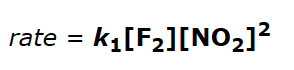 rate = k₁[F₂][NO₂]²